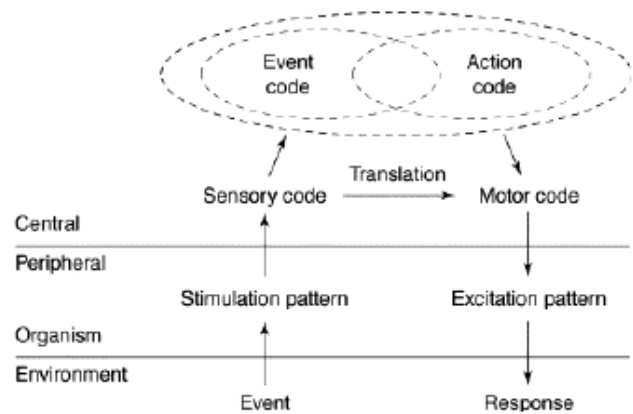 Event Action
code code
Translation
Sensory code Motor code
Central
Peripheral
Stimulation pattern Excitation pattern
Organism
Environment
Event Response